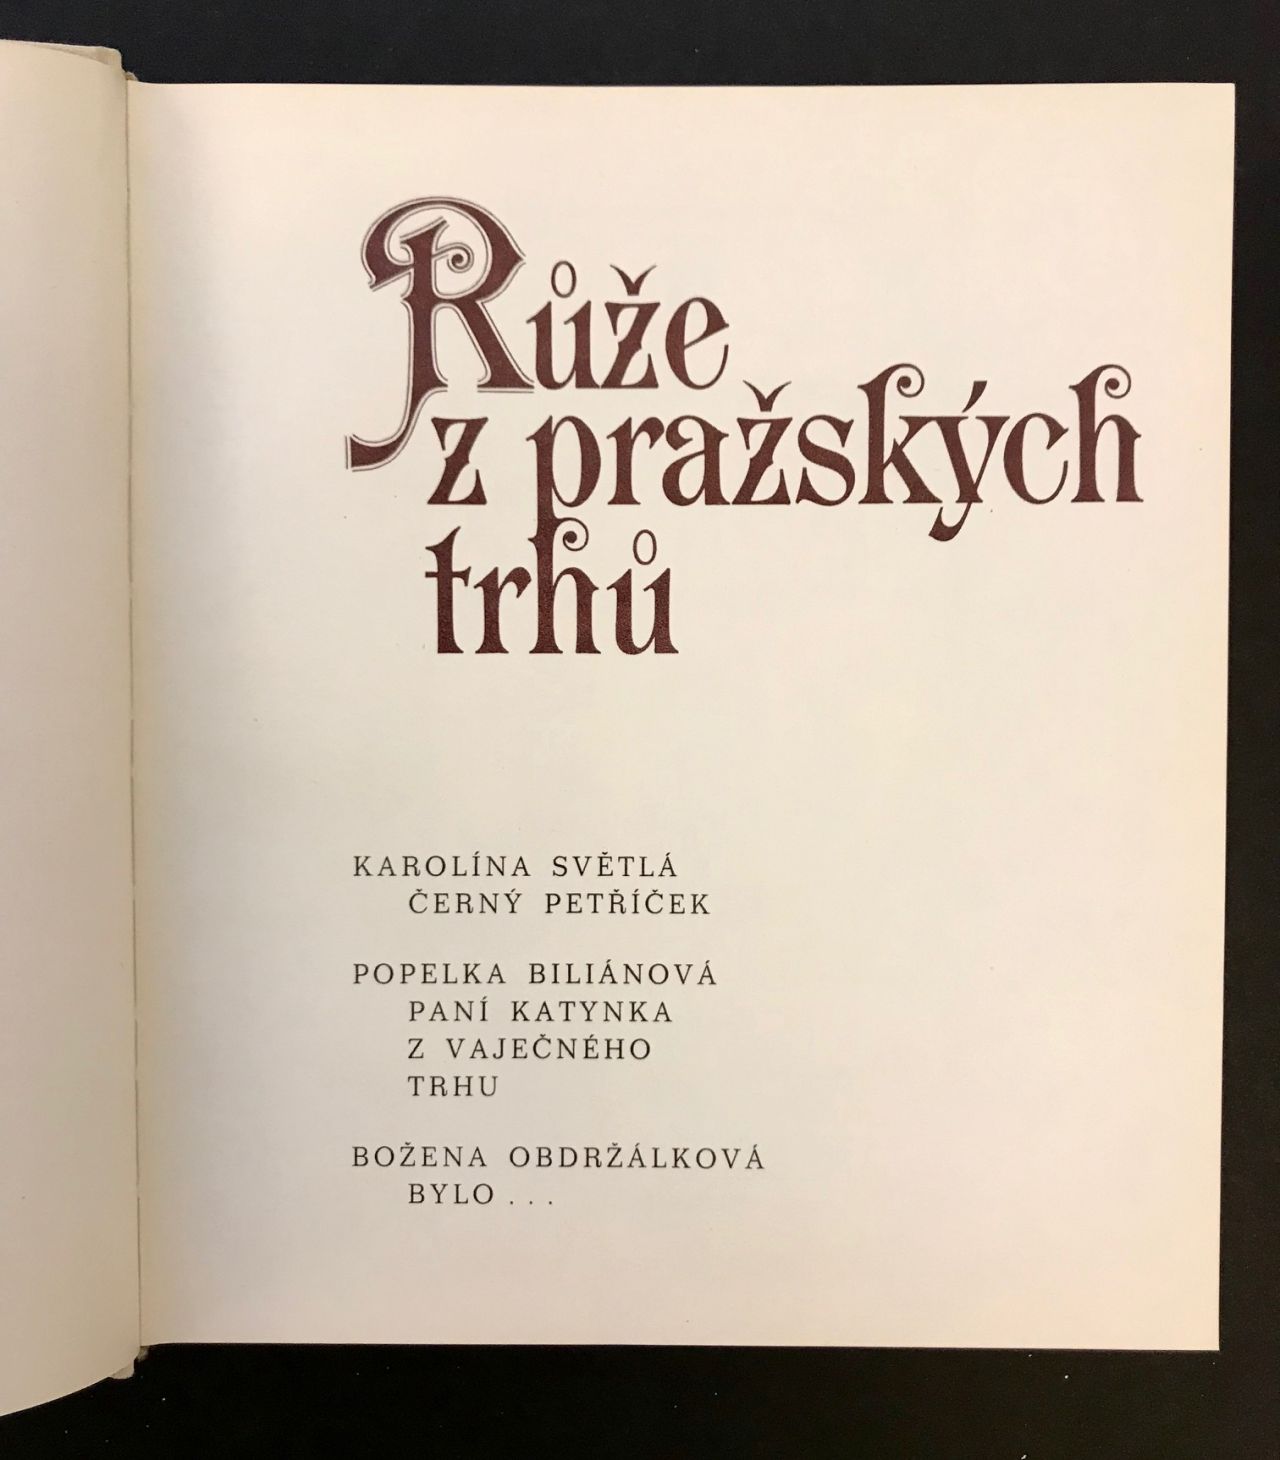 Růže
z pražských
trhů
KAROLÍNA SVĚTLÁ
ČERNÝ PETŘÍČEK
POPELKA BILIÁNOVÁ
PANÍ KATYNKA
Z VAJEČNÉHO
TRHU
BOŽENA OBDRŽÁLKOVÁ
BYLO . . .